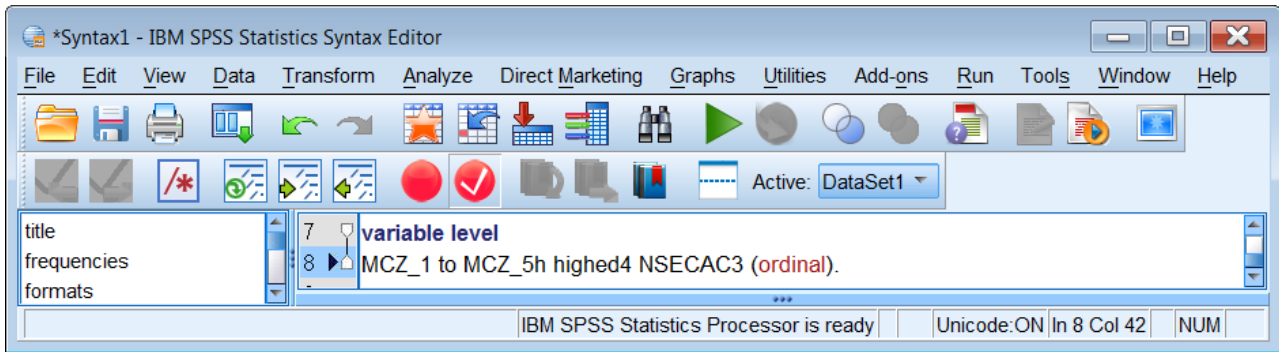 *Syntax1 - IBM SPSS Statistics Syntax Editor
File Edit View Data Transform Analyze Direct Marketing Graphs Utilities Add-ons Run Tools Window Help
/*
Active: DataSet1
title
frequencies
formats
7 variable level
8 MCZ_1 to MCZ_5h highed4 NSECAC3 (ordinal).
IBM SPSS Statistics Processor is ready Unicode:ON In 8 Col 42 NUM